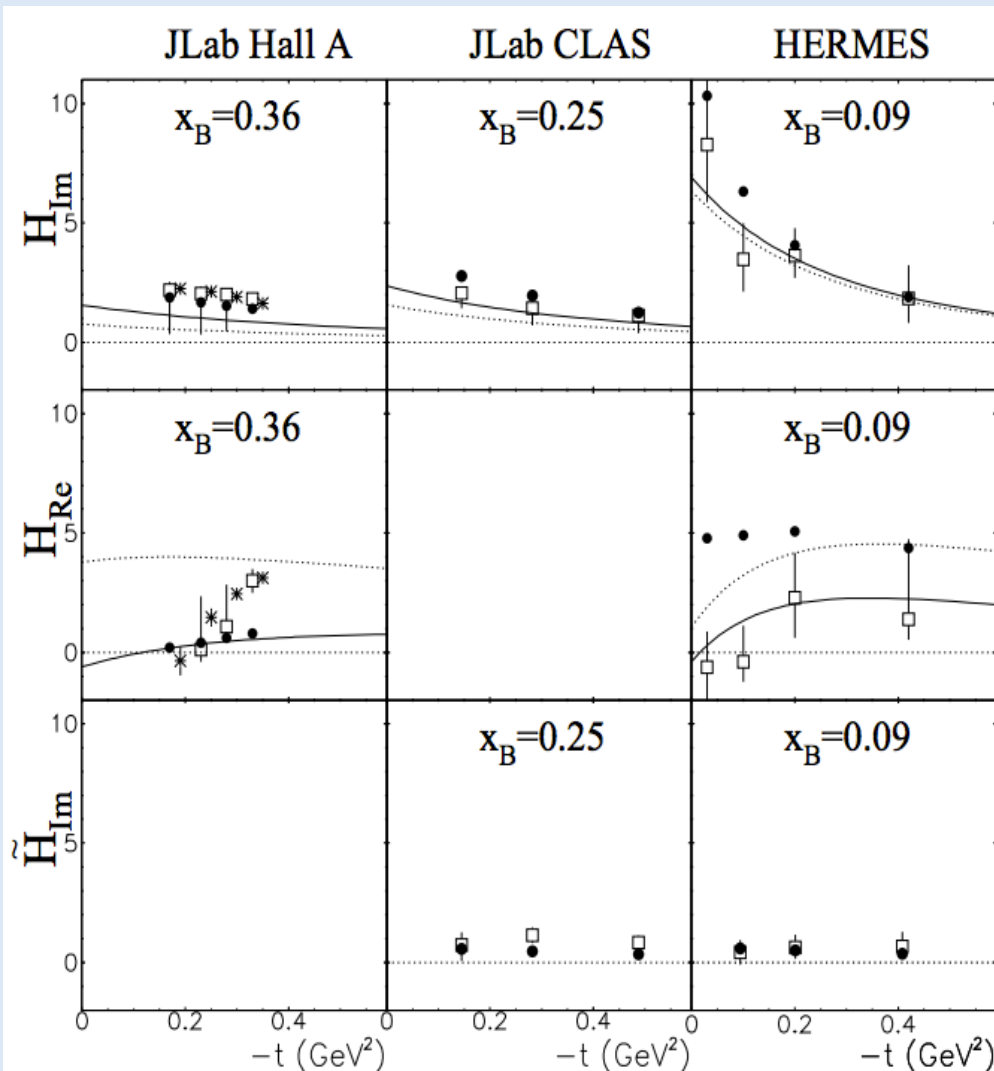 JLab Hall A JLab CLAS HERMES
x_B=0.36 x_B=0.25 x_B=0.09
H_Im
10
5
0
x_B=0.36 x_B=0.09
H_Re
10
5
0
x_B=0.25 x_B=0.09
H̃_Im
10
5
0
0 0.2 0.4 0 0.2 0.4 0 0.2 0.4
-t (GeV²) -t (GeV²) -t (GeV²)